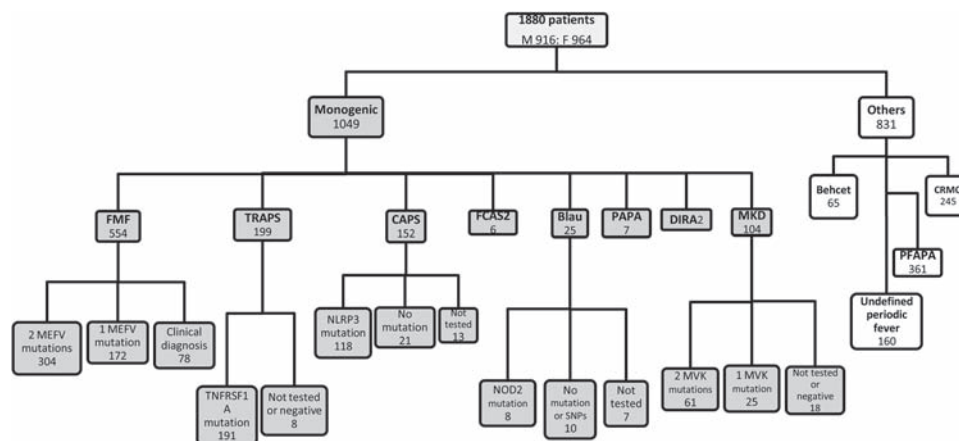 1880 patients
M 916; F 964
Monogenic
1049
Others
831
FMF
554
TRAPS
199
CAPS
152
FCAS2
6
Blau
25
PAPA
7
DIRA2
MKD
104
Behcet
65
CRMO
245
PFAPA
361
Undefined
periodic
fever
160
2 MEFV
mutations
304
1 MEFV
mutation
172
Clinical
diagnosis
78
TNFRSF1
A
mutation
191
Not tested
or negative
8
NLRP3
mutation
118
No
mutation
21
Not
tested
13
NOD2
mutation
8
No
mutation
or SNPs
10
Not
tested
7
2 MVK
mutations
61
1 MVK
mutation
25
Not tested
or
negative
18